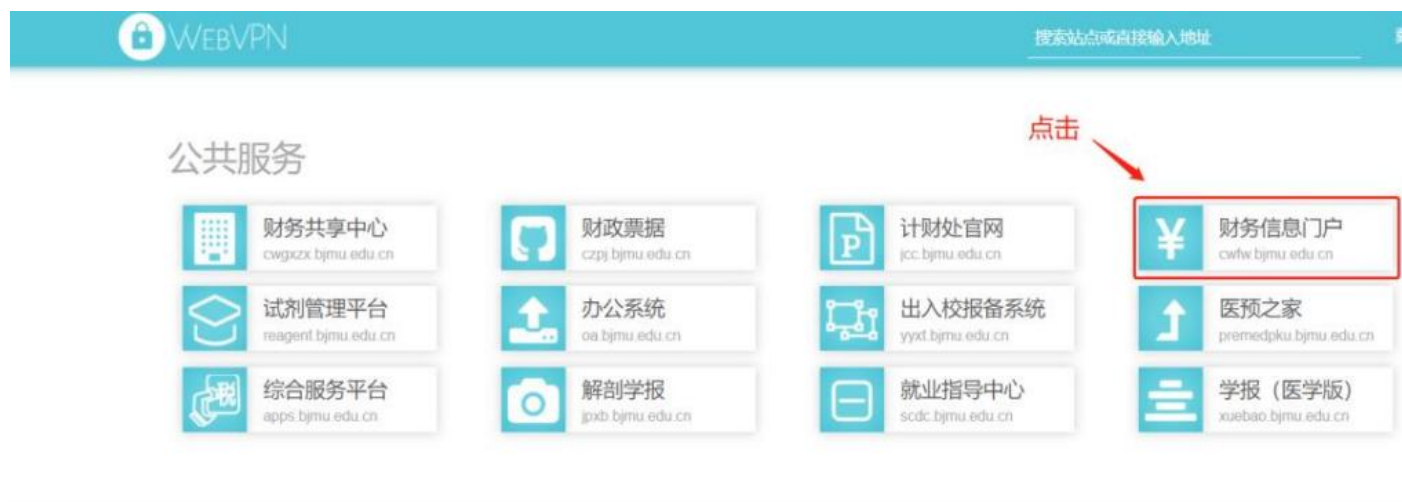 WEBVPN
搜索站点或直接输入地址
点击
公共服务
财务共享中心
cwgxzx.bjmu.edu.cn
财政票据
czpj.bjmu.edu.cn
计财处官网
jcc.bjmu.edu.cn
财务信息门户
cwfw.bjmu.edu.cn
试剂管理平台
reagent.bjmu.edu.cn
办公系统
oa.bjmu.edu.cn
出入校报备系统
yyxt.bjmu.edu.cn
医预之家
premedpku.bjmu.edu.cn
综合服务平台
apps.bjmu.edu.cn
解剖学报
jpxb.bjmu.edu.cn
就业指导中心
scdc.bjmu.edu.cn
学报（医学版）
xuebao.bjmu.edu.cn